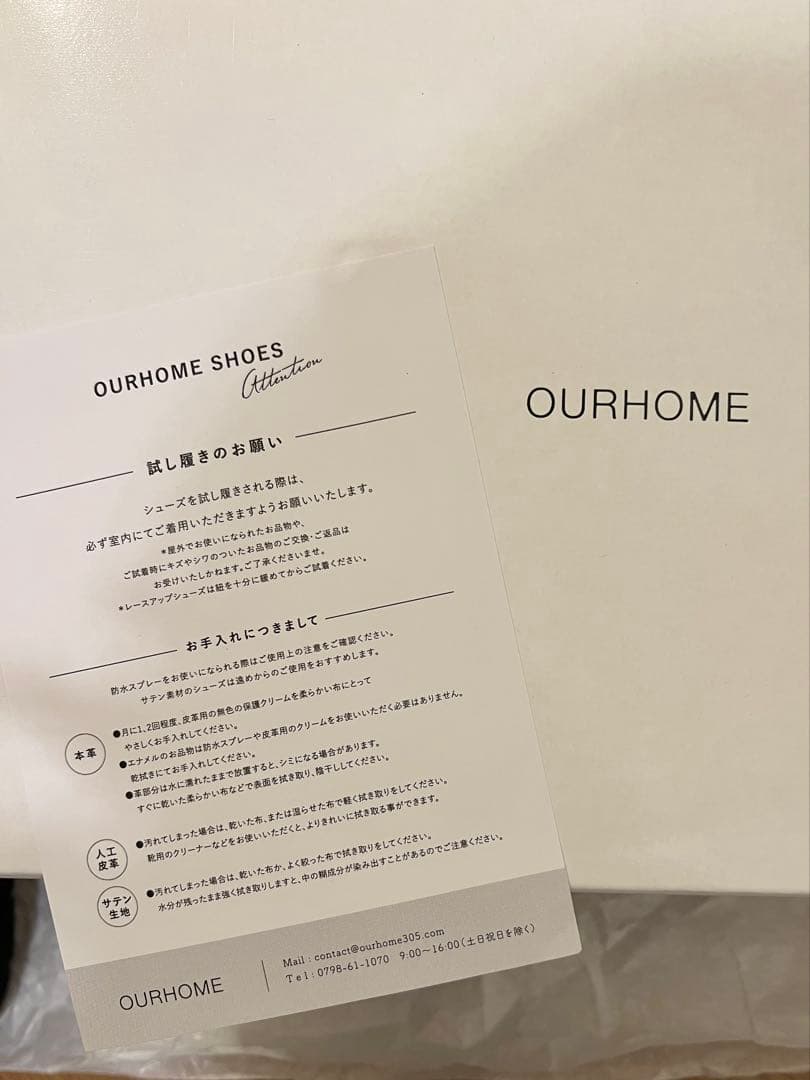 OURHOME SHOES
Attention
試し履きのお願い
シューズを試し履きされる際は、
必ず室内にてご着用いただきますようお願いいたします。
*屋外でお使いになられたお品物や、
ご試着時にキズやシワのついたお品物のご交換・ご返品は
お受けいたしかねます。ご了承くださいませ。
*レースアップシューズは紐を十分に緩めてからご試着ください。
お手入れにつきまして
防水スプレーをお使いになられる際はご使用上の注意をご確認ください。
サテン素材のシューズは遠めからのご使用をおすすめします。
本革
●月に1、2回程度、皮革用の無色の保護クリームを柔らかい布にとって
やさしくお手入れしてください。
●エナメルのお品物は防水スプレーや皮革用のクリームをお使いいただく必要はありません。
乾拭きにてお手入れしてください。
●革部分は水に濡れたままで放置すると、シミになる場合があります。
すぐに乾いた柔らかい布などで表面を拭き取り、陰干ししてください。
人工
皮革
●汚れてしまった場合は、乾いた布、または湿らせた布で軽く拭き取りをしてください。
靴用のクリーナーなどをお使いいただくと、よりきれいに拭き取る事ができます。
サテン
生地
●汚れてしまった場合は、乾いた布か、よく絞った布で拭き取りをしてください。
水分が残ったまま強く拭き取りしますと、中の糊成分が染み出すことがあるのでご注意ください。
OURHOME
Mail : contact@ourhome305.com
Tel : 0798-61-1070 9:00〜16:00(土日祝日を除く)
OURHOME